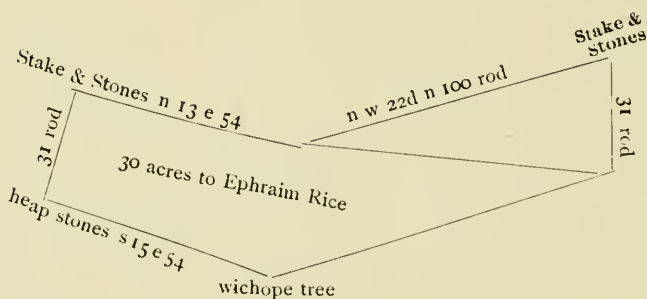 Stake &
Stones
Stake & Stones n 13 e 54
n w 22d n 100 rod
31 rod
31 rod
30 acres to Ephraim Rice
heap stones s 15 e 54
wichope tree